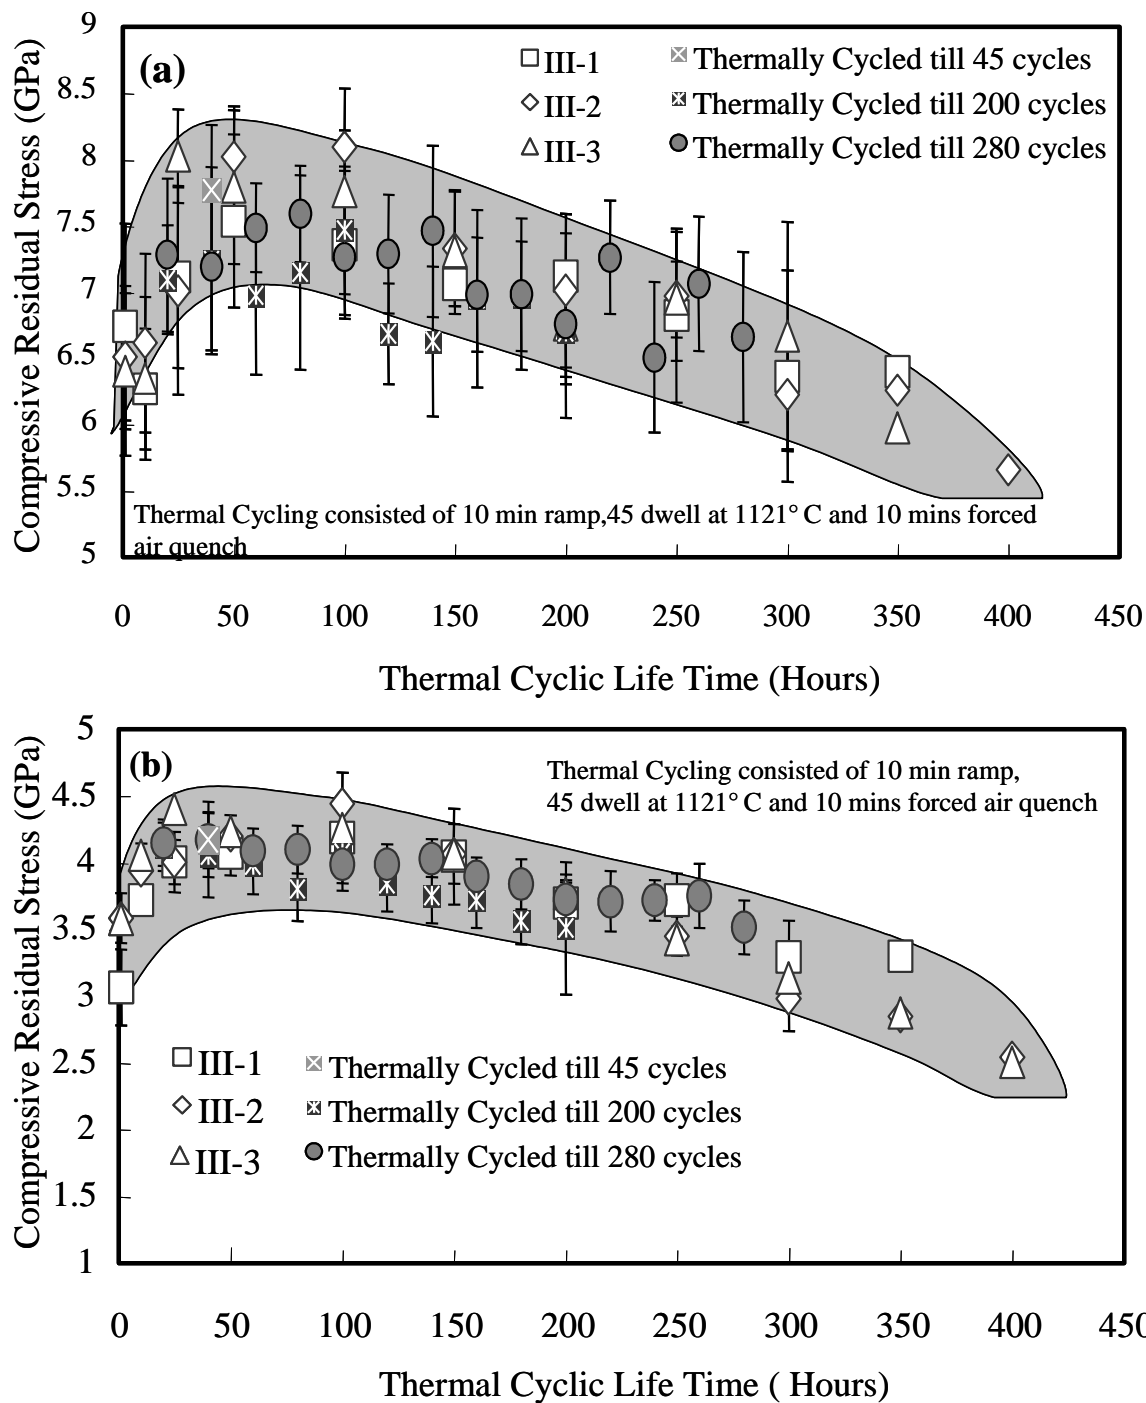 9
8.5
8
7.5
7
6.5
6
5.5
5
Compressive Residual Stress (GPa)
(a)
III-1
III-2
III-3
Thermally Cycled till 45 cycles
Thermally Cycled till 200 cycles
Thermally Cycled till 280 cycles
Thermal Cycling consisted of 10 min ramp,45 dwell at 1121° C and 10 mins forced
air quench
0 50 100 150 200 250 300 350 400 450
Thermal Cyclic Life Time (Hours)
5
4.5
4
3.5
3
2.5
2
1.5
1
Compressive Residual Stress (GPa)
(b)
Thermal Cycling consisted of 10 min ramp,
45 dwell at 1121° C and 10 mins forced air quench
III-1
III-2
III-3
Thermally Cycled till 45 cycles
Thermally Cycled till 200 cycles
Thermally Cycled till 280 cycles
0 50 100 150 200 250 300 350 400 450
Thermal Cyclic Life Time ( Hours)